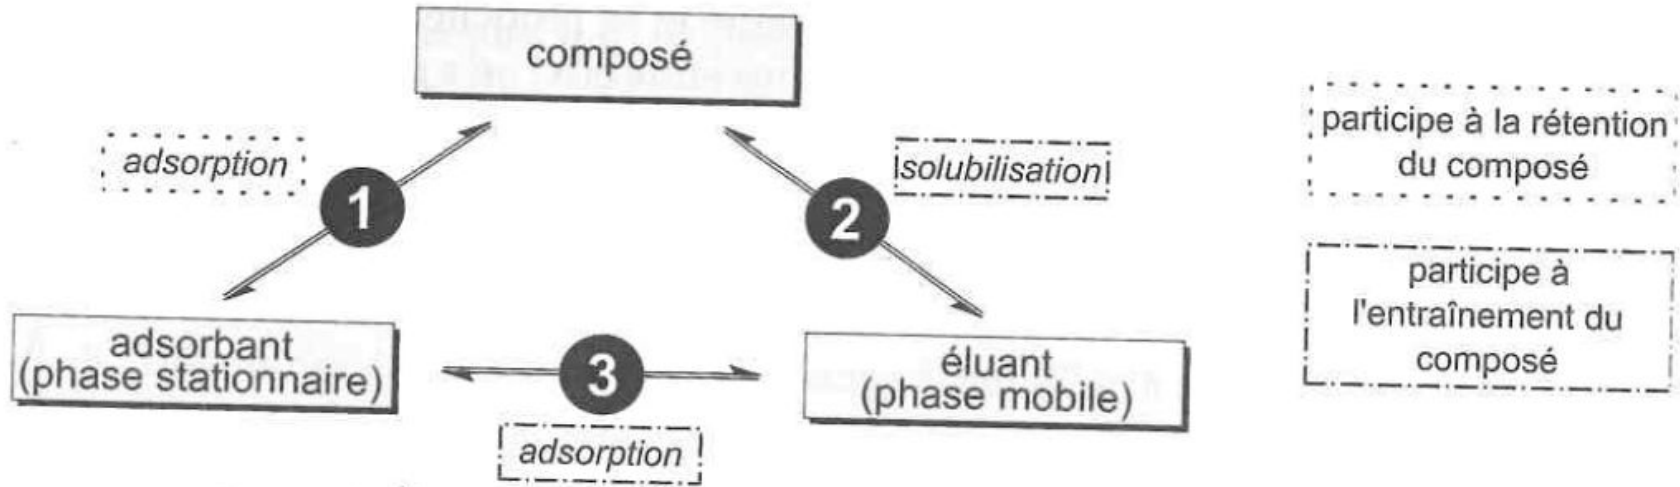 composé
adsorption
1
2
solubilisation
adsorbant
(phase stationnaire)
3
éluant
(phase mobile)
adsorption
participe à la rétention
du composé
participe à
l'entraînement du
composé